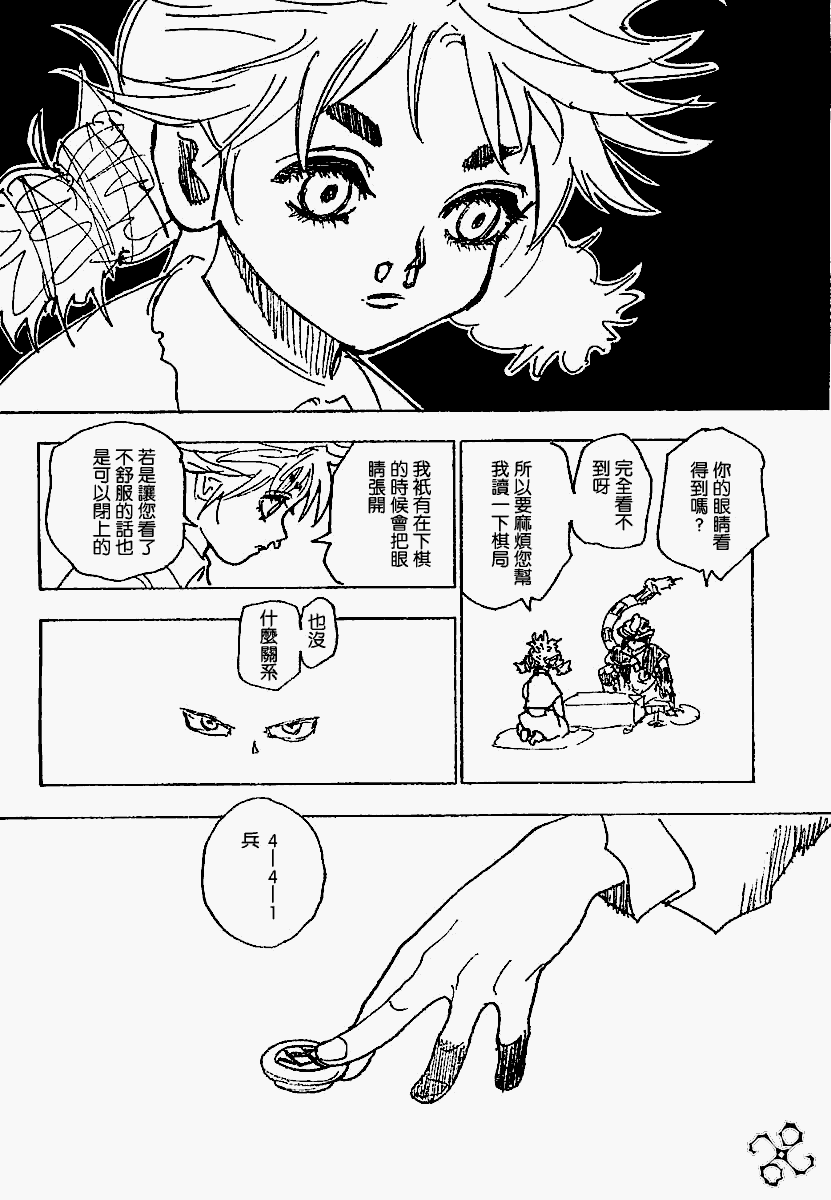 你的眼睛看
得到嗎？
完全看不
到呀
所以要麻煩您幫
我讀一下棋局
我衹有在下棋
的時候會把眼
睛張開
若是讓您看了
不舒服的話也
是可以閉上的
也沒
什麼關系
4—4—1
兵